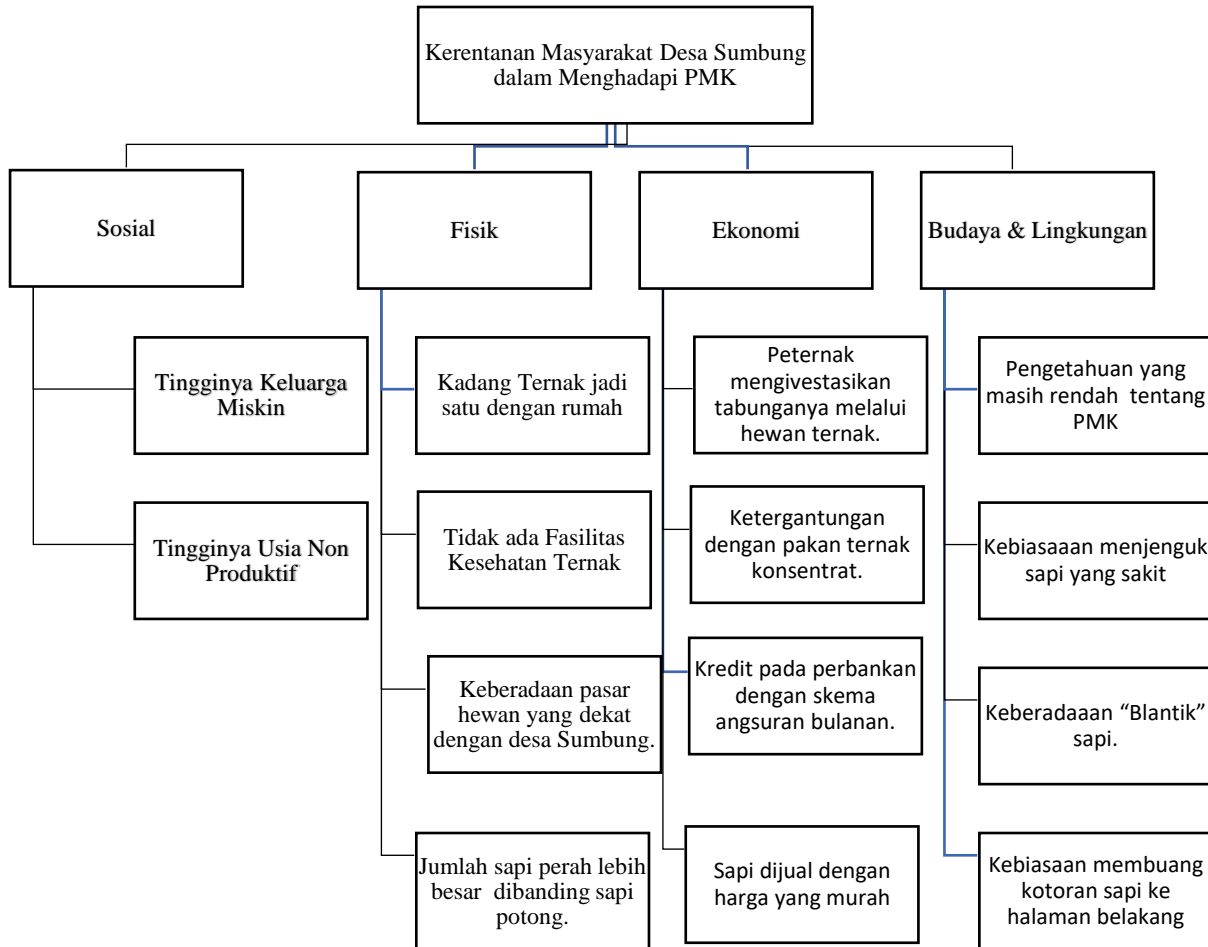 Kerentanan Masyarakat Desa Sumbung
dalam Menghadapi PMK
Sosial
Fisik
Ekonomi
Budaya & Lingkungan
Tingginya Keluarga
Miskin
Tingginya Usia Non
Produktif
Kadang Ternak jadi
satu dengan rumah
Tidak ada Fasilitas
Kesehatan Ternak
Keberadaan pasar
hewan yang dekat
dengan desa Sumbung.
Jumlah sapi perah lebih
besar dibanding sapi
potong.
Peternak
mengivestasikan
tabunganya melalui
hewan ternak.
Ketergantungan
dengan pakan ternak
konsentrat.
Kredit pada perbankan
dengan skema
angsuran bulanan.
Sapi dijual dengan
harga yang murah
Pengetahuan yang
masih rendah tentang
PMK
Kebiasaaan menjenguk
sapi yang sakit
Keberadaaan “Blantik”
sapi.
Kebiasaan membuang
kotoran sapi ke
halaman belakang